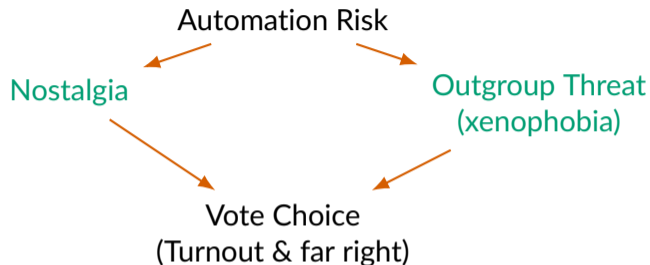 Automation Risk
Nostalgia
Outgroup Threat
(xenophobia)
Vote Choice
(Turnout & far right)